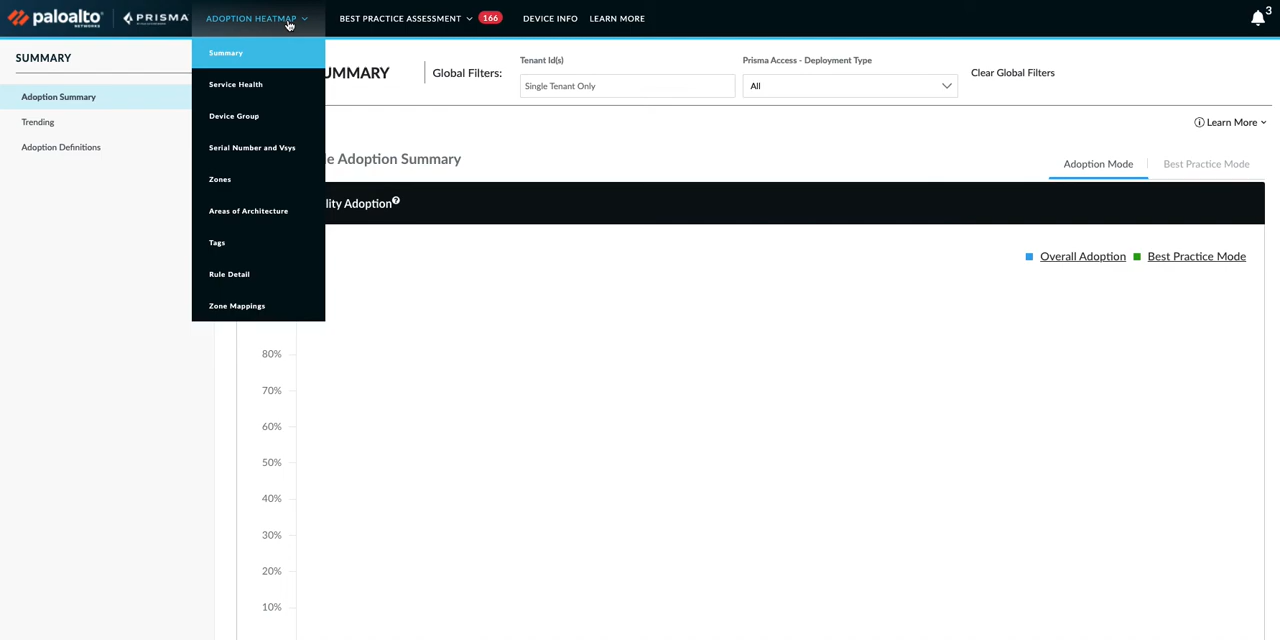 paloalto NETWORKS PRISMA ADOPTION HEATMAP BEST PRACTICE ASSESSMENT 166 DEVICE INFO LEARN MORE 3
SUMMARY
Adoption Summary
Trending
Adoption Definitions
Summary
Service Health
Device Group
Serial Number and Vsys
Zones
Areas of Architecture
Tags
Rule Detail
Zone Mappings
UMMARY Global Filters:
Tenant Id(s)
Single Tenant Only
Prisma Access - Deployment Type
All
Clear Global Filters
Learn More
e Adoption Summary
Adoption Mode Best Practice Mode
lity Adoption
Overall Adoption Best Practice Mode
80%
70%
60%
50%
40%
30%
20%
10%